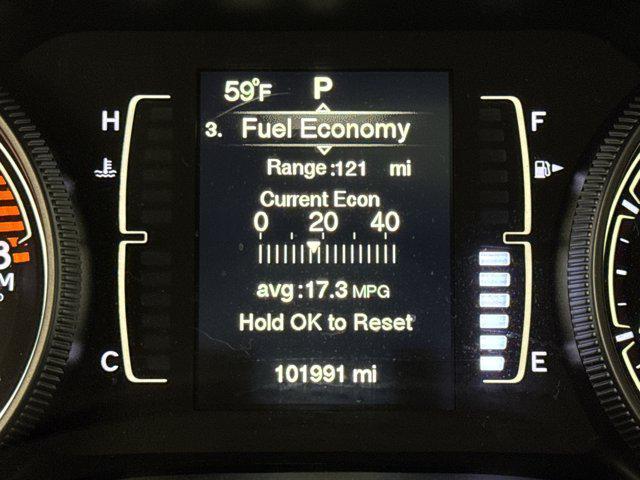 59°F P
H
F
3. Fuel Economy
Range:121 mi
Current Econ
0 20 40
avg:17.3 MPG
Hold OK to Reset
C
E
101991 mi